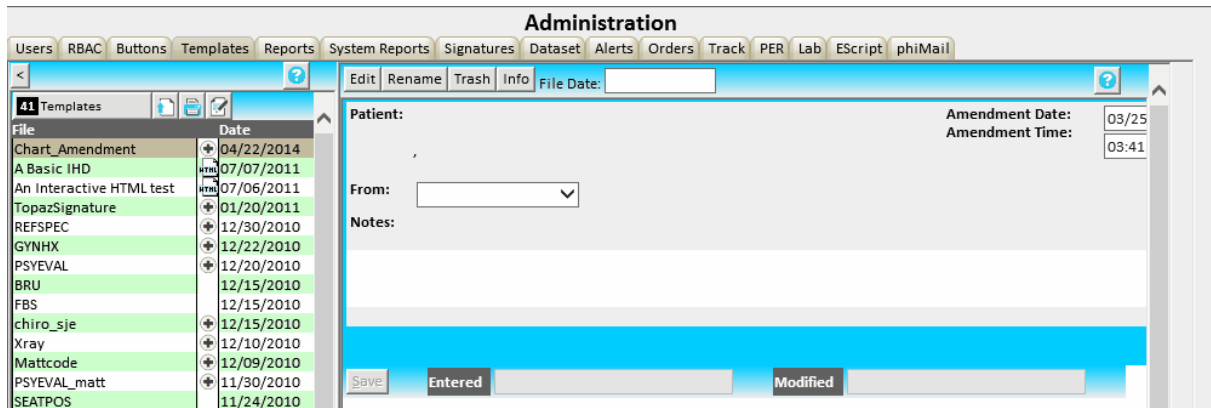 Administration
Users RBAC Buttons Templates Reports System Reports Signatures Dataset Alerts Orders Track PER Lab EScript phiMail
< ?
41 Templates
File Date
Chart_Amendment 04/22/2014
A Basic IHD HTML 07/07/2011
An Interactive HTML test HTML 07/06/2011
TopazSignature 01/20/2011
REFSPEC 12/30/2010
GYNHX 12/22/2010
PSYEVAL 12/20/2010
BRU 12/15/2010
FBS 12/15/2010
chiro_sje 12/15/2010
Xray 12/10/2010
Mattcode 12/09/2010
PSYEVAL_matt 11/30/2010
SEATPOS 11/24/2010
Edit Rename Trash Info File Date: ?
Patient:
,
Amendment Date: 03/25
Amendment Time: 03:41
From:
Notes:
Save Entered Modified